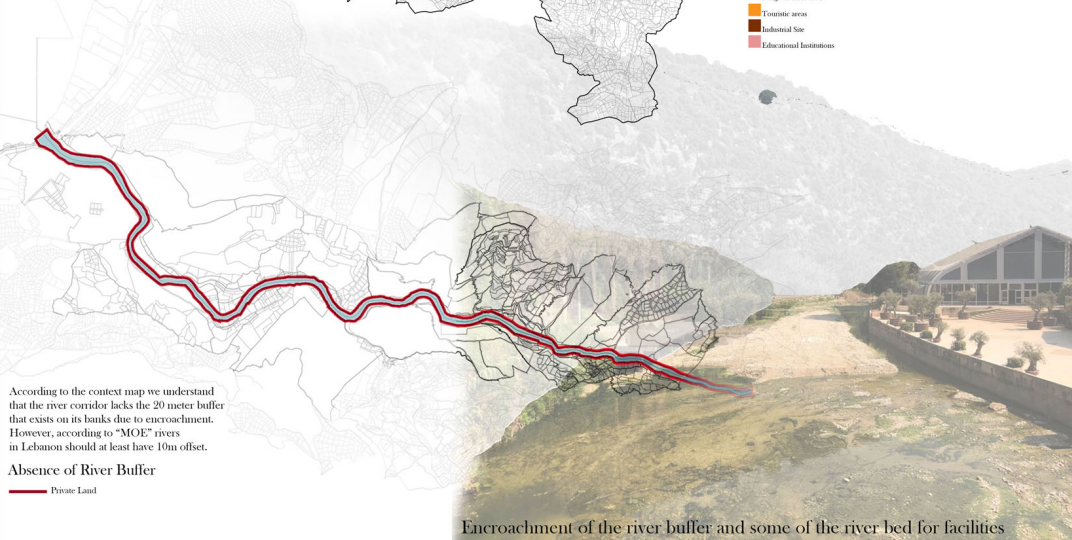 Touristic areas
Industrial Site
Educational Institutions
According to the context map we understand
that the river corridor lacks the 20 meter buffer
that exists on its banks due to encroachment.
However, according to “MOE” rivers
in Lebanon should at least have 10m offset.
Absence of River Buffer
Private Land
Encroachment of the river buffer and some of the river bed for facilities